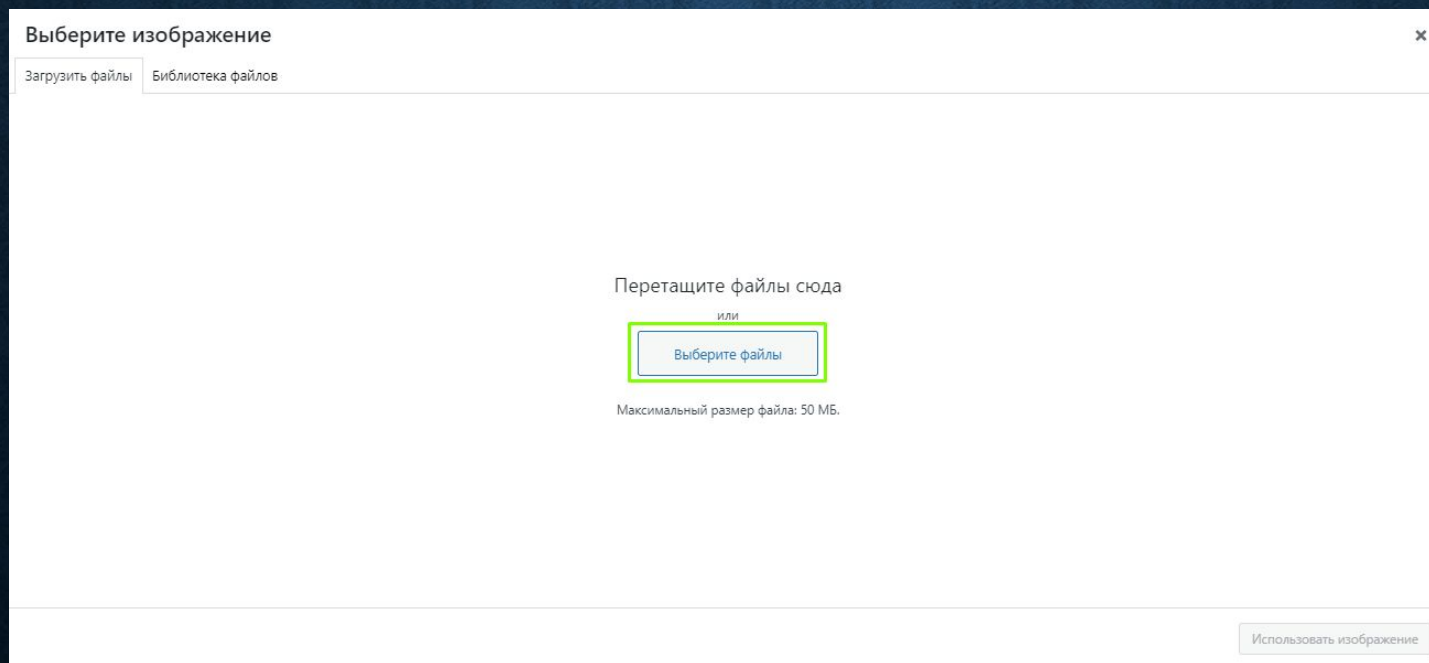 Выберите изображение
Загрузить файлы Библиотека файлов
Перетащите файлы сюда
или
Выберите файлы
Максимальный размер файла: 50 МБ.
Использовать изображение